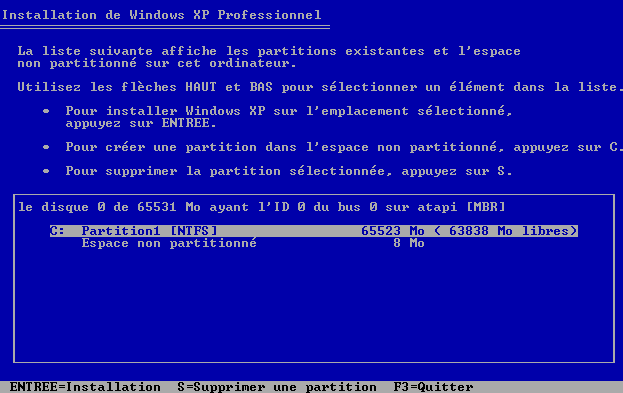 Installation de Windows XP Professionnel
La liste suivante affiche les partitions existantes et l'espace
non partitionné sur cet ordinateur.
Utilisez les flèches HAUT et BAS pour sélectionner un élément dans la liste.
• Pour installer Windows XP sur l'emplacement sélectionné,
appuyez sur ENTREE.
• Pour créer une partition dans l'espace non partitionné, appuyez sur C.
• Pour supprimer la partition sélectionnée, appuyez sur S.
le disque 0 de 65531 Mo ayant l'ID 0 du bus 0 sur atapi [MBR]
C: Partition1 [NTFS] 65523 Mo ( 63838 Mo libres)
Espace non partitionné 8 Mo
ENTREE=Installation S=Supprimer une partition F3=Quitter